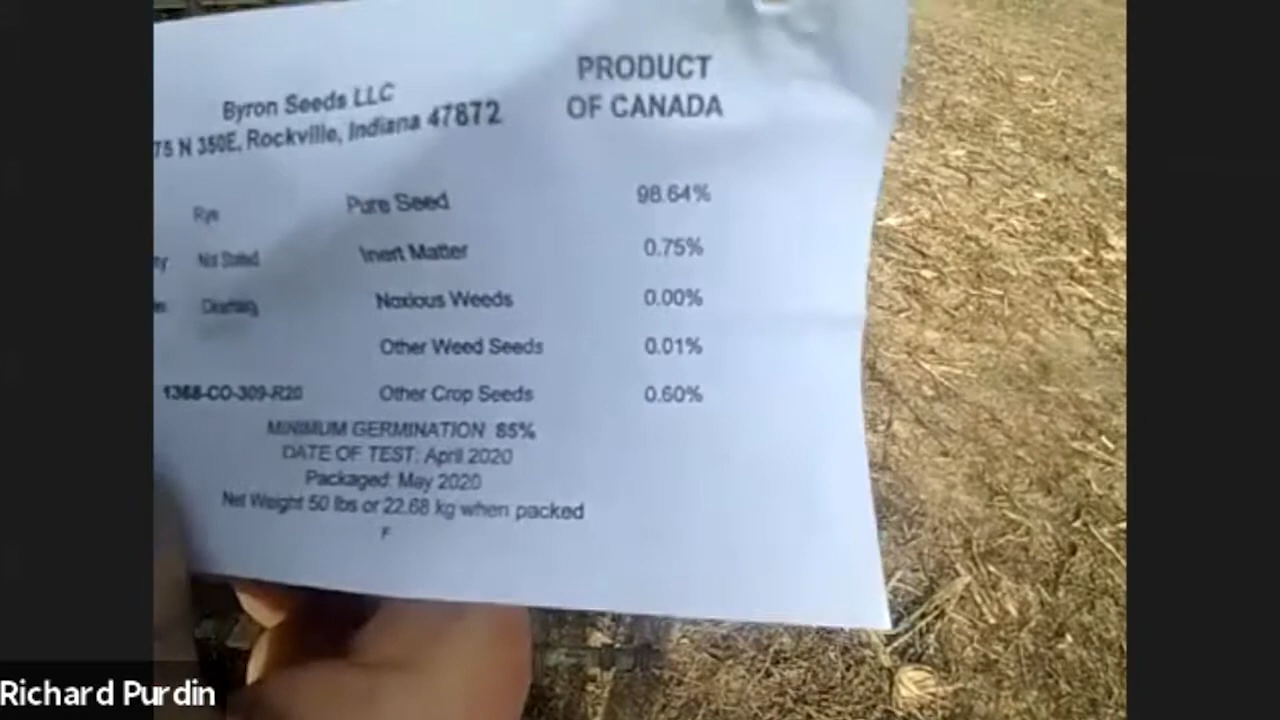 Byron Seeds LLC
PRODUCT
OF CANADA
75 N 350E, Rockville, Indiana 47872
Rye Pure Seed 98.64%
Not Stated Inert Matter 0.75%
Noxious Weeds 0.00%
Other Weed Seeds 0.01%
1368-CO-309-R20 Other Crop Seeds 0.60%
MINIMUM GERMINATION 85%
DATE OF TEST: April 2020
Packaged: May 2020
Net Weight 50 lbs or 22.68 kg when packed
F
Richard Purdin